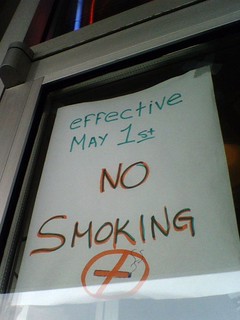 effective
MAY 1st
NO
SMOKING